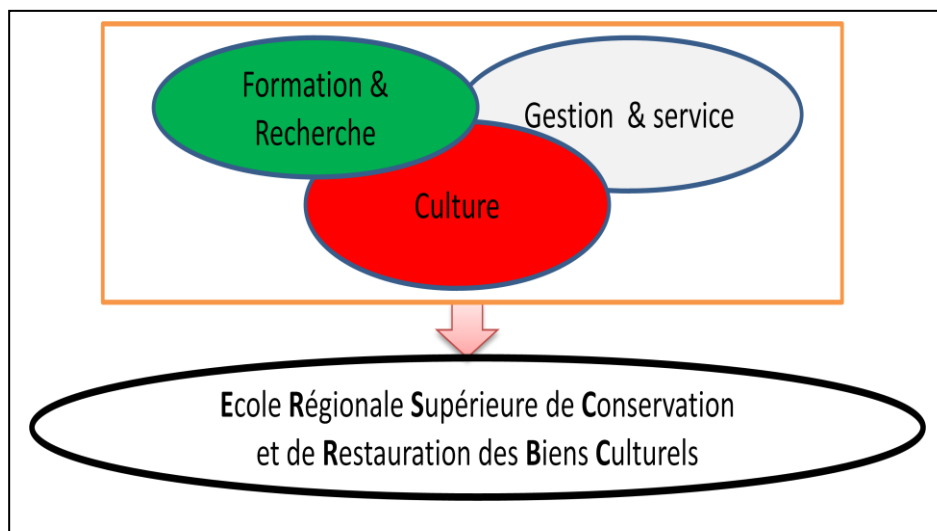 Formation &
Recherche
Gestion & service
Culture
Ecole Régionale Supérieure de Conservation
et de Restauration des Biens Culturels